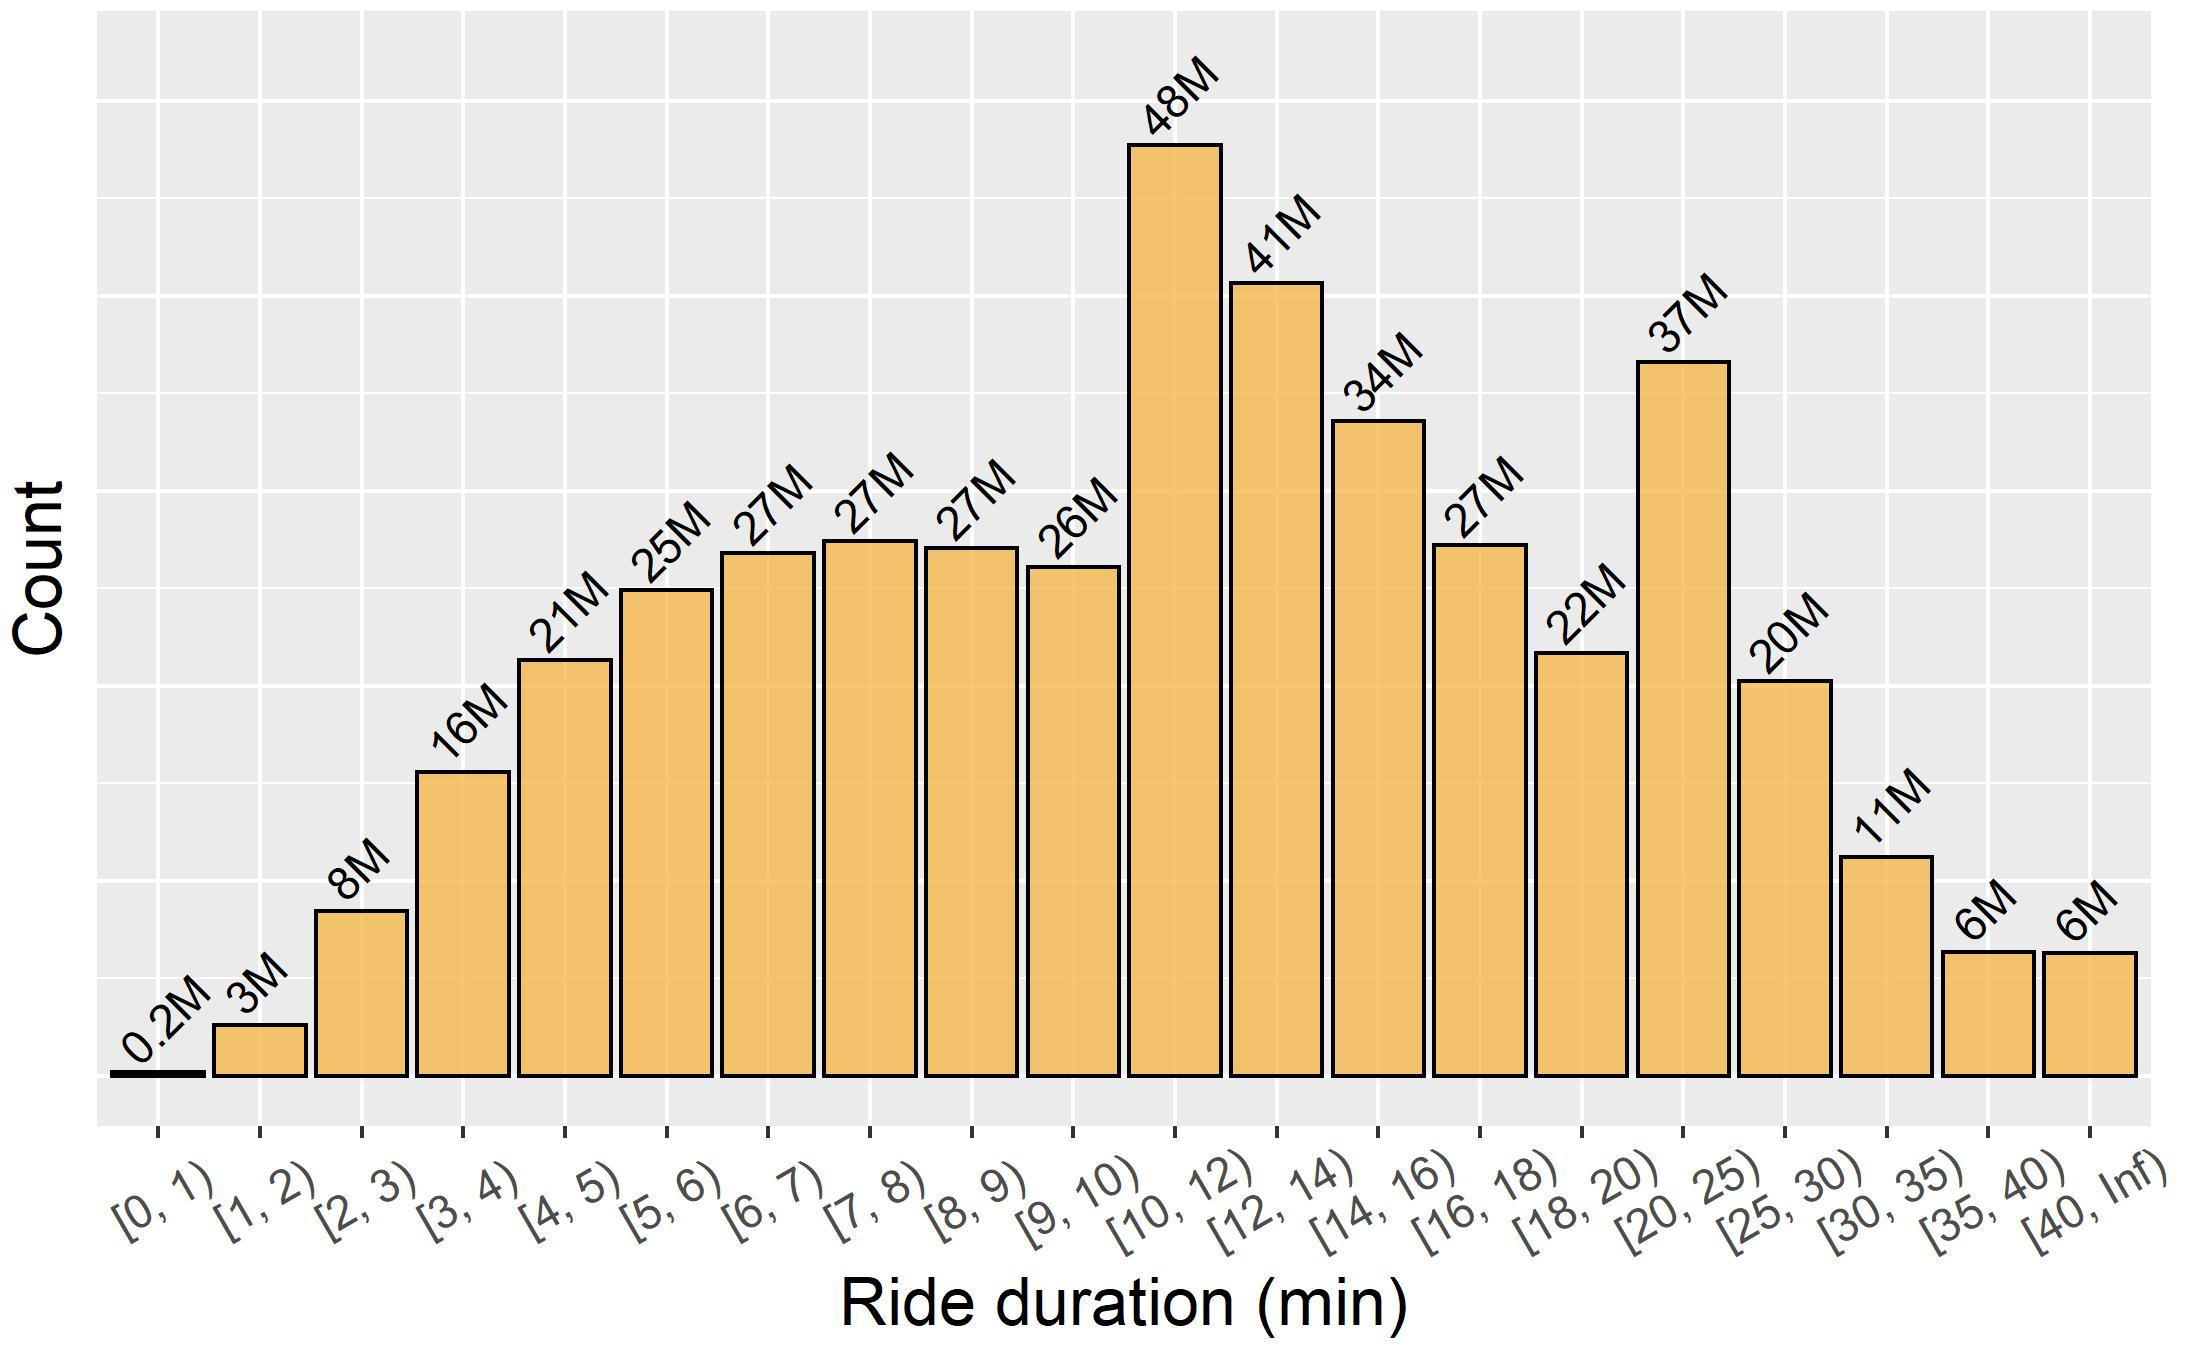 Count
0.2M
3M
8M
16M
21M
25M
27M
27M
27M
26M
48M
41M
34M
27M
22M
37M
20M
11M
6M
6M
[0, 1)
[1, 2)
[2, 3)
[3, 4)
[4, 5)
[5, 6)
[6, 7)
[7, 8)
[8, 9)
[9, 10)
[10, 12)
[12, 14)
[14, 16)
[16, 18)
[18, 20)
[20, 25)
[25, 30)
[30, 35)
[35, 40)
[40, Inf)
Ride duration (min)